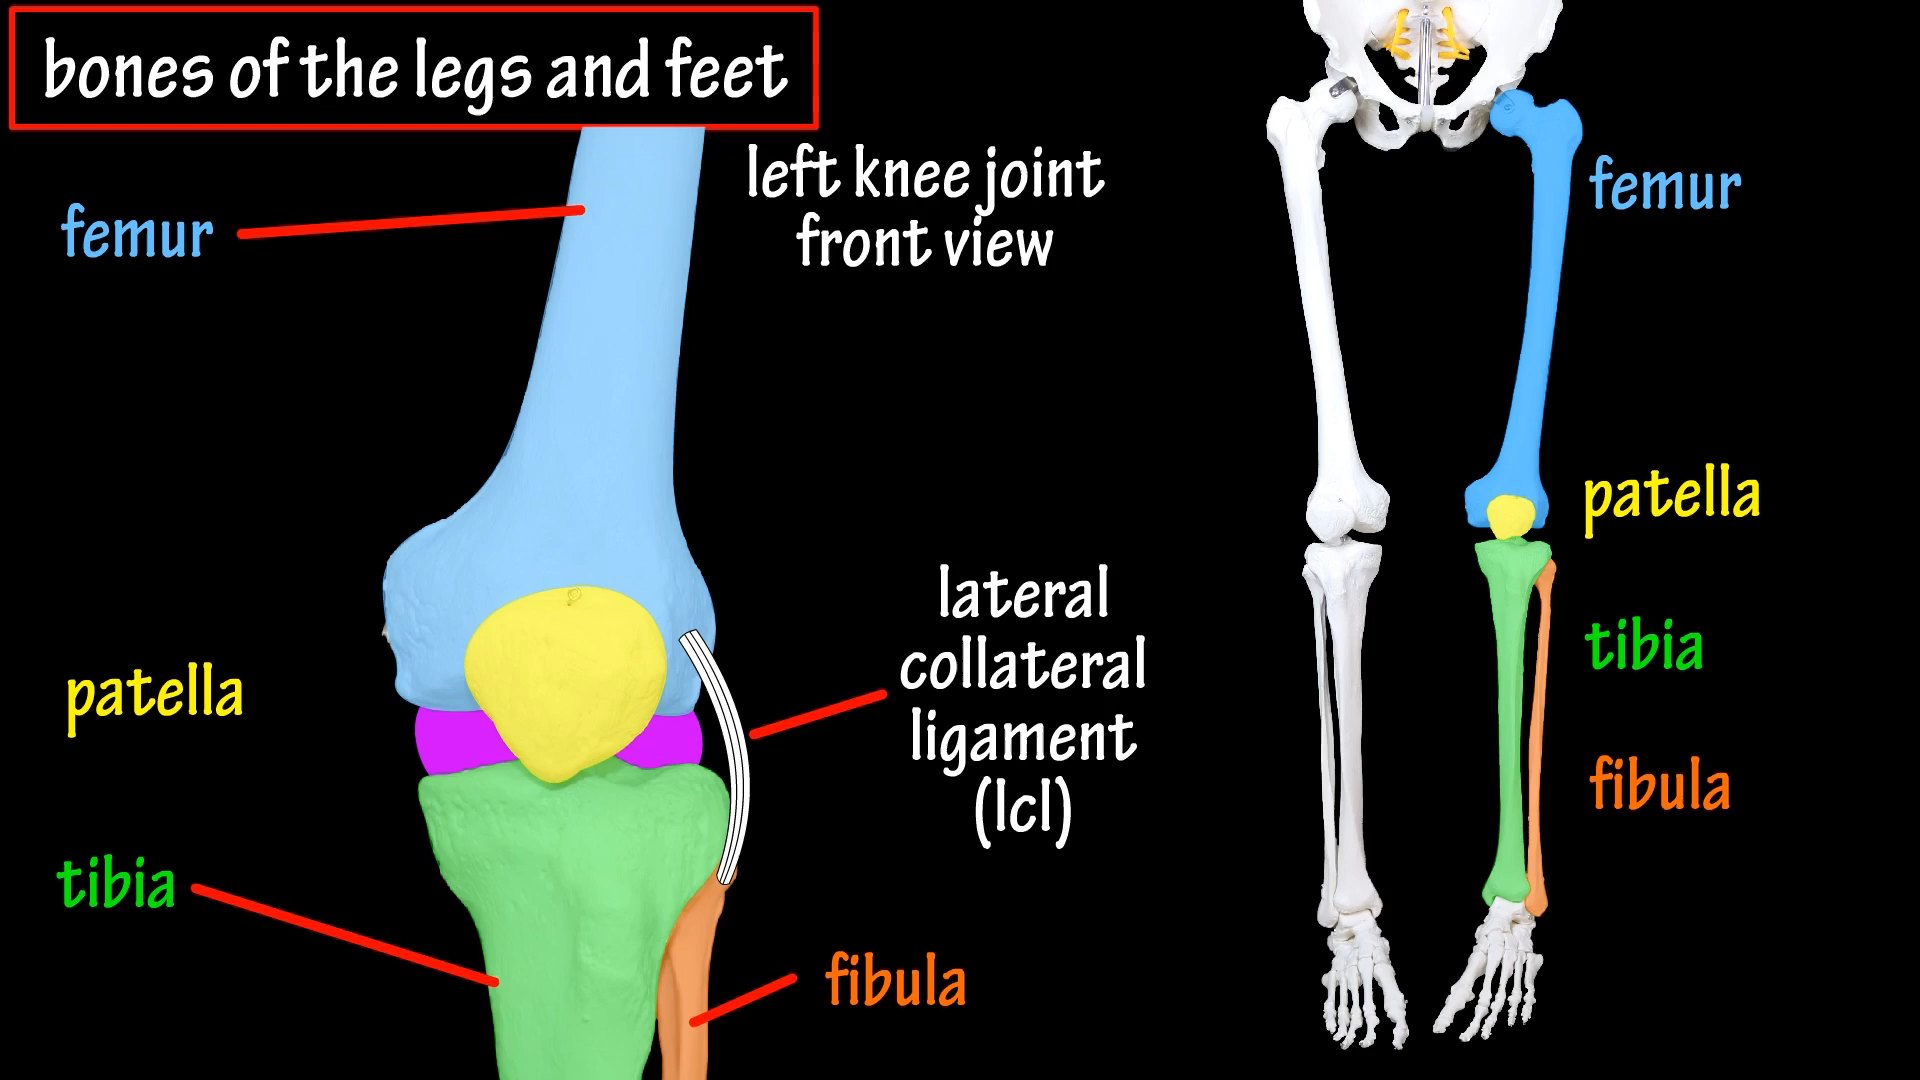 bones of the legs and feet
left knee joint
front view
femur
patella
tibia
lateral
collateral
ligament
(lcl)
fibula
femur
patella
tibia
fibula